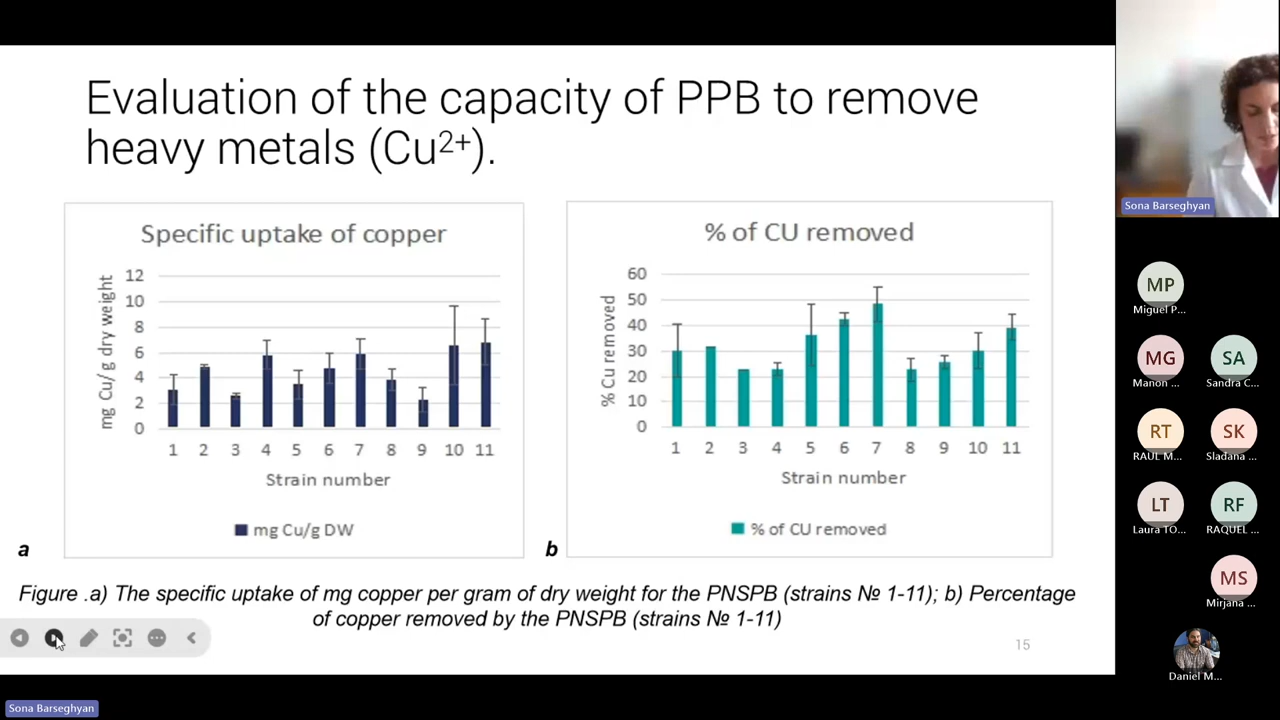 Evaluation of the capacity of PPB to remove
heavy metals (Cu2+).
Specific uptake of copper
mg Cu/ g dry weight
12
10
8
6
4
2
0
1 2 3 4 5 6 7 8 9 10 11
Strain number
mg Cu/g DW
a
% of CU removed
% Cu removed
60
50
40
30
20
10
0
1 2 3 4 5 6 7 8 9 10 11
Strain number
% of CU removed
b
Figure .a) The specific uptake of mg copper per gram of dry weight for the PNSPB (strains № 1-11); b) Percentage
of copper removed by the PNSPB (strains № 1-11)
15
Sona Barseghyan
MP
Miguel P...
MG
Manon ...
SA
Sandra C...
RT
RAUL M...
SK
Sladana ...
LT
Laura TO...
RF
RAQUEL ...
MS
Mirjana ...
Daniel M...
Sona Barseghyan